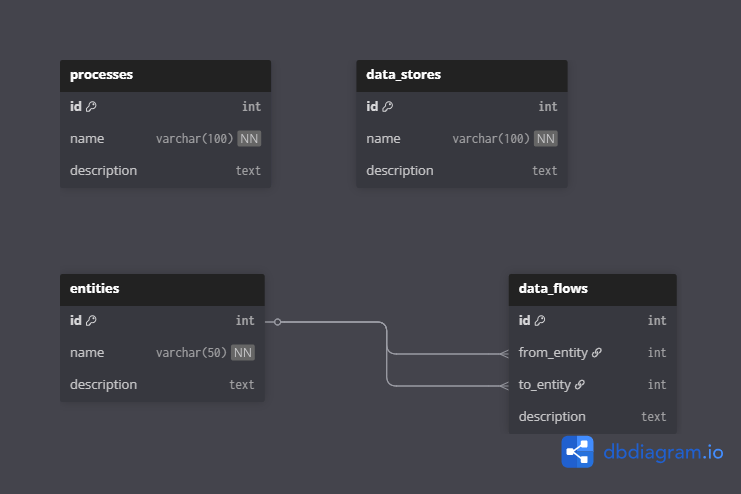 processes
id int
name varchar(100) NN
description text
data_stores
id int
name varchar(100) NN
description text
entities
id int
name varchar(50) NN
description text
data_flows
id int
from_entity int
to_entity int
description text
dbdiagram.io